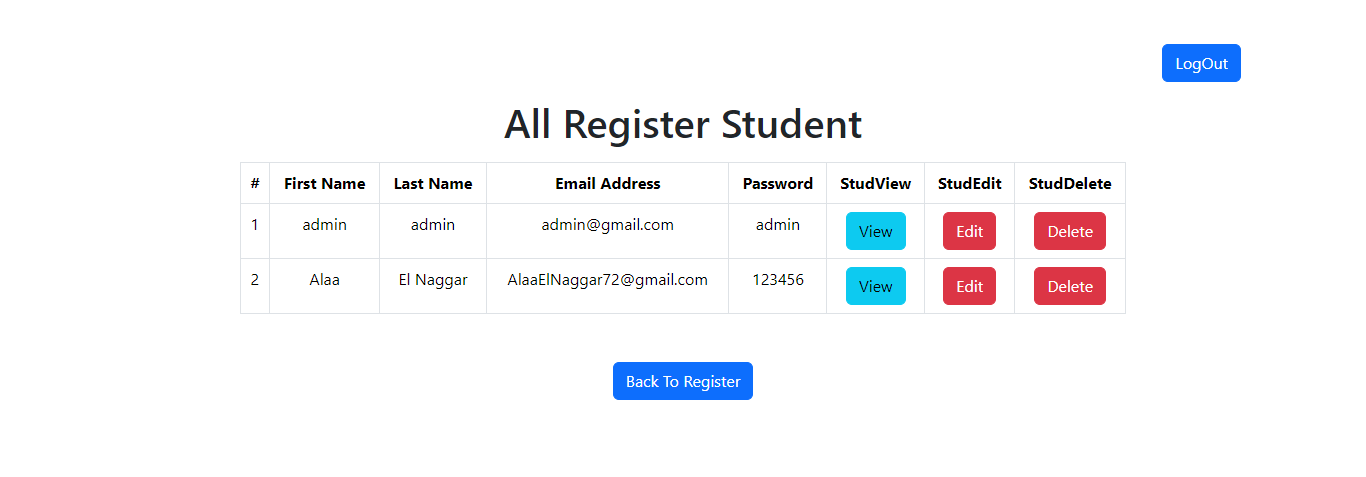 LogOut
All Register Student
# First Name Last Name Email Address Password StudView StudEdit StudDelete
1 admin admin admin@gmail.com admin View Edit Delete
2 Alaa El Naggar AlaaElNaggar72@gmail.com 123456 View Edit Delete
Back To Register